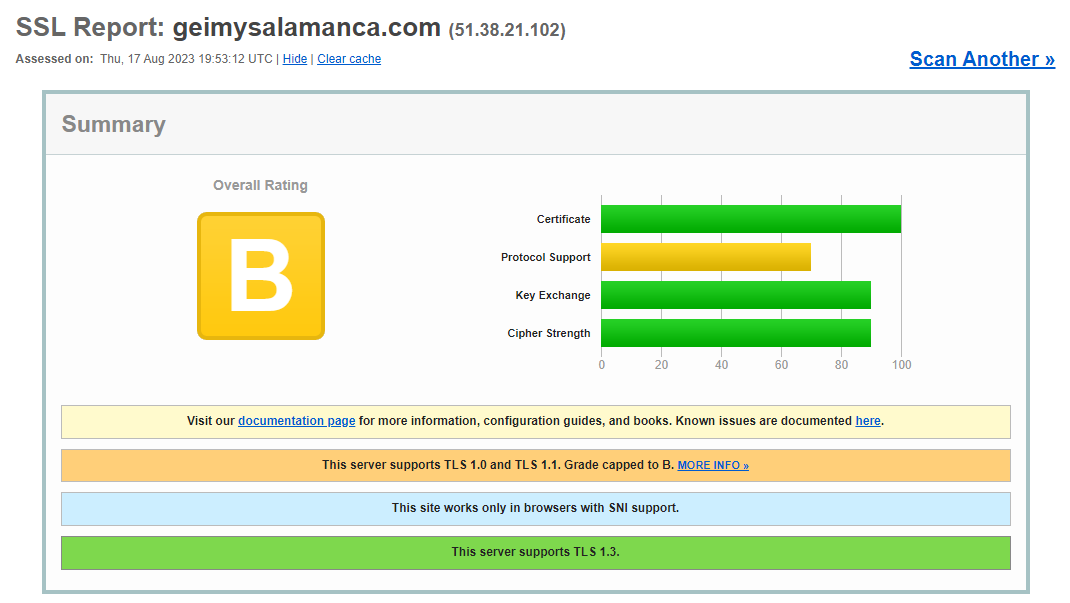 SSL Report: geimysalamanca.com (51.38.21.102)
Assessed on: Thu, 17 Aug 2023 19:53:12 UTC | Hide | Clear cache
Scan Another »
Summary
Overall Rating
B
Certificate
Protocol Support
Key Exchange
Cipher Strength
0 20 40 60 80 100
Visit our documentation page for more information, configuration guides, and books. Known issues are documented here.
This server supports TLS 1.0 and TLS 1.1. Grade capped to B. MORE INFO »
This site works only in browsers with SNI support.
This server supports TLS 1.3.